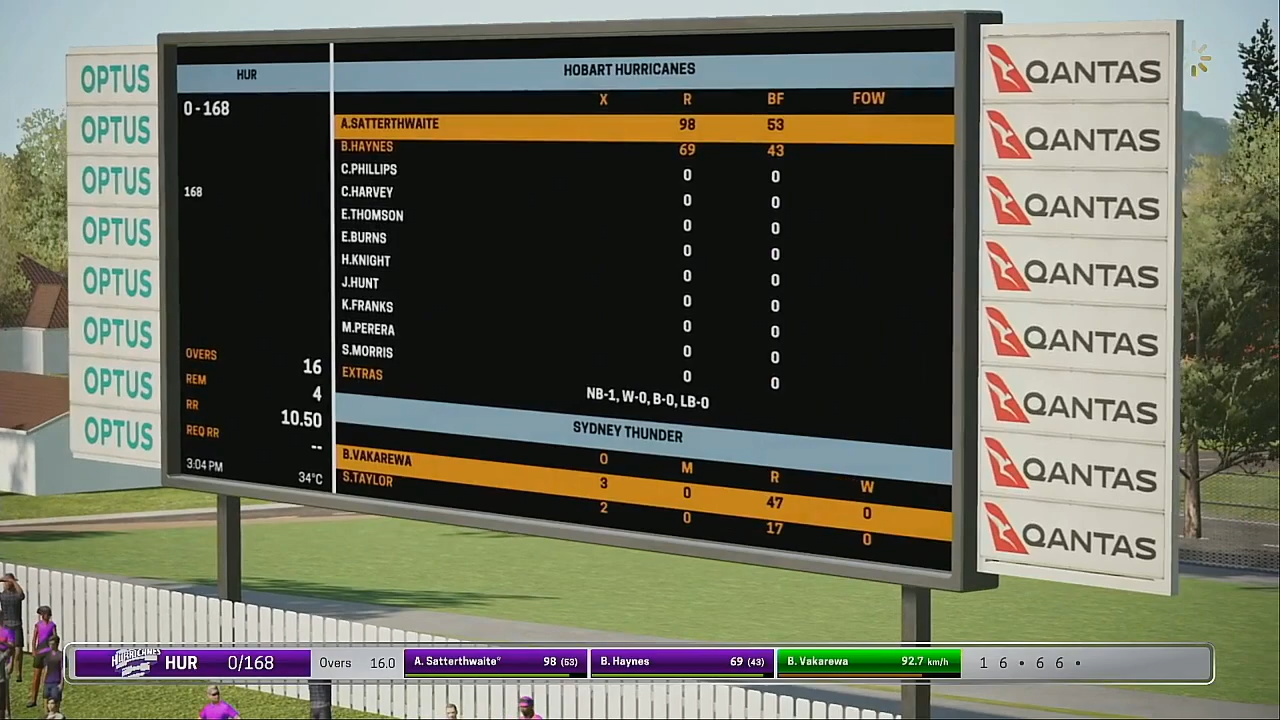 OPTUS
OPTUS
OPTUS
OPTUS
OPTUS
OPTUS
OPTUS
OPTUS
HUR
0 - 168
168
OVERS 16
REM 4
RR 10.50
REQ RR --
3:04 PM 34°C
HOBART HURRICANES
X R BF FOW
A.SATTERTHWAITE 98 53
B.HAYNES 69 43
C.PHILLIPS 0 0
C.HARVEY 0 0
E.THOMSON 0 0
E.BURNS 0 0
H.KNIGHT 0 0
J.HUNT 0 0
K.FRANKS 0 0
M.PERERA 0 0
S.MORRIS 0 0
EXTRAS 0 0
NB-1, W-0, B-0, LB-0
SYDNEY THUNDER
O M R W
B.VAKAREWA 3 0 47 0
S.TAYLOR 2 0 17 0
QANTAS
QANTAS
QANTAS
QANTAS
QANTAS
QANTAS
QANTAS
QANTAS
HURRICANES HUR 0/168 Overs 16.0 A. Satterthwaite* 98 (53) B. Haynes 69 (43) B. Vakarewa 92.7 km/h 1 6 • 6 6 •